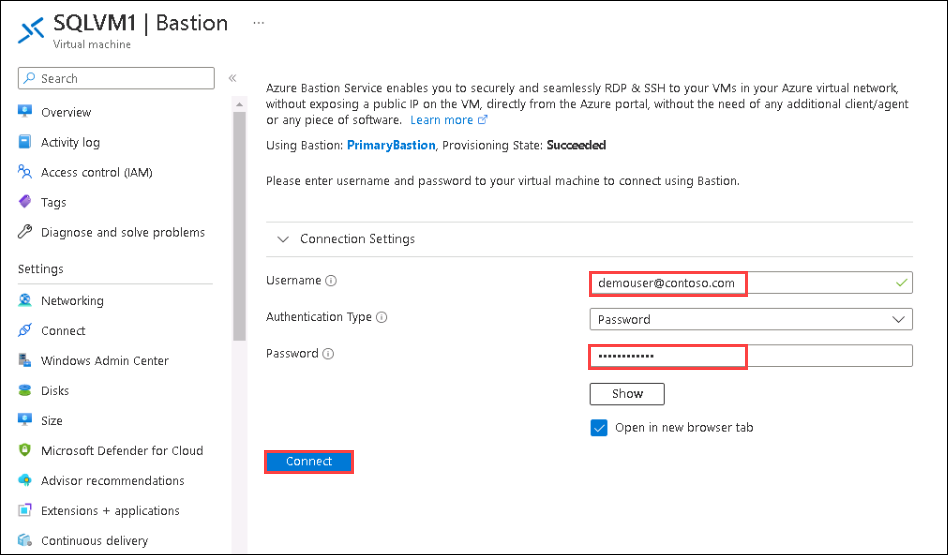 SQLVM1 | Bastion ...
Virtual machine
Search «
Overview
Activity log
Access control (IAM)
Tags
Diagnose and solve problems
Settings
Networking
Connect
Windows Admin Center
Disks
Size
Microsoft Defender for Cloud
Advisor recommendations
Extensions + applications
Continuous delivery
Azure Bastion Service enables you to securely and seamlessly RDP & SSH to your VMs in your Azure virtual network,
without exposing a public IP on the VM, directly from the Azure portal, without the need of any additional client/agent
or any piece of software. Learn more
Using Bastion: PrimaryBastion, Provisioning State: Succeeded
Please enter username and password to your virtual machine to connect using Bastion.
Connection Settings
Username demouser@contoso.com
Authentication Type Password
Password ••••••••••••
Show
Open in new browser tab
Connect